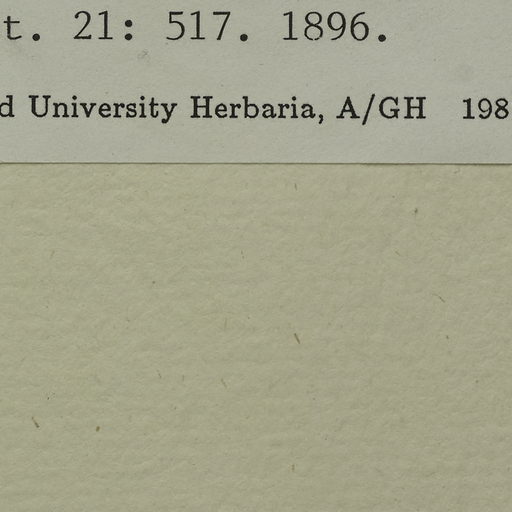 t. 21: 517. 1896.
d University Herbaria, A/GH 198